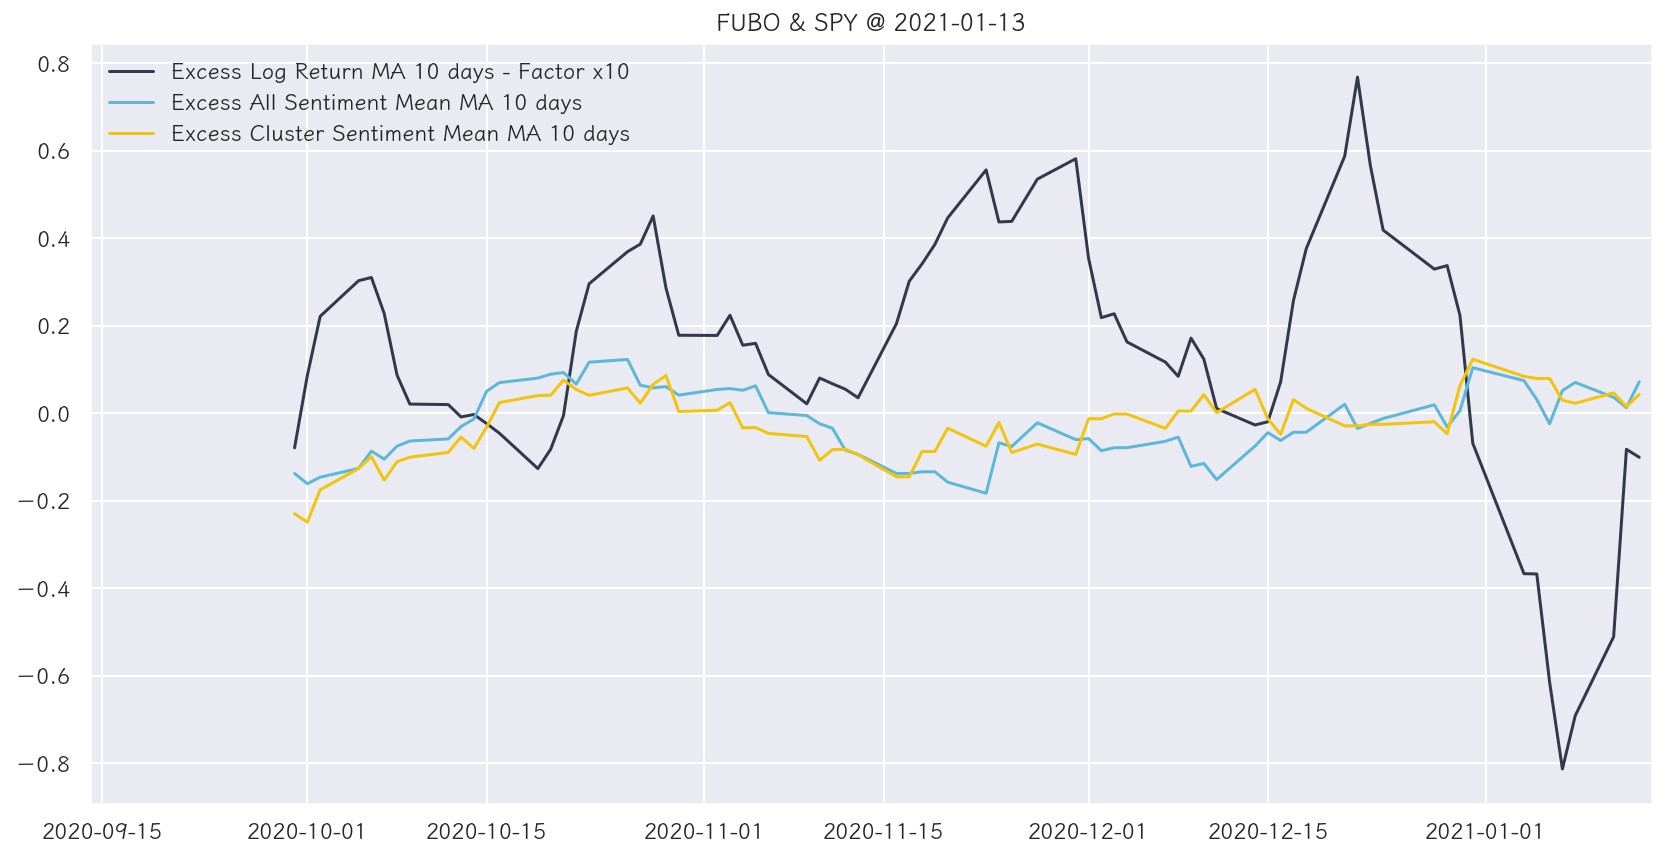 FUBO & SPY @ 2021-01-13
Excess Log Return MA 10 days - Factor x10
Excess All Sentiment Mean MA 10 days
Excess Cluster Sentiment Mean MA 10 days
0.8
0.6
0.4
0.2
0.0
−0.2
−0.4
−0.6
−0.8
2020-09-15 2020-10-01 2020-10-15 2020-11-01 2020-11-15 2020-12-01 2020-12-15 2021-01-01